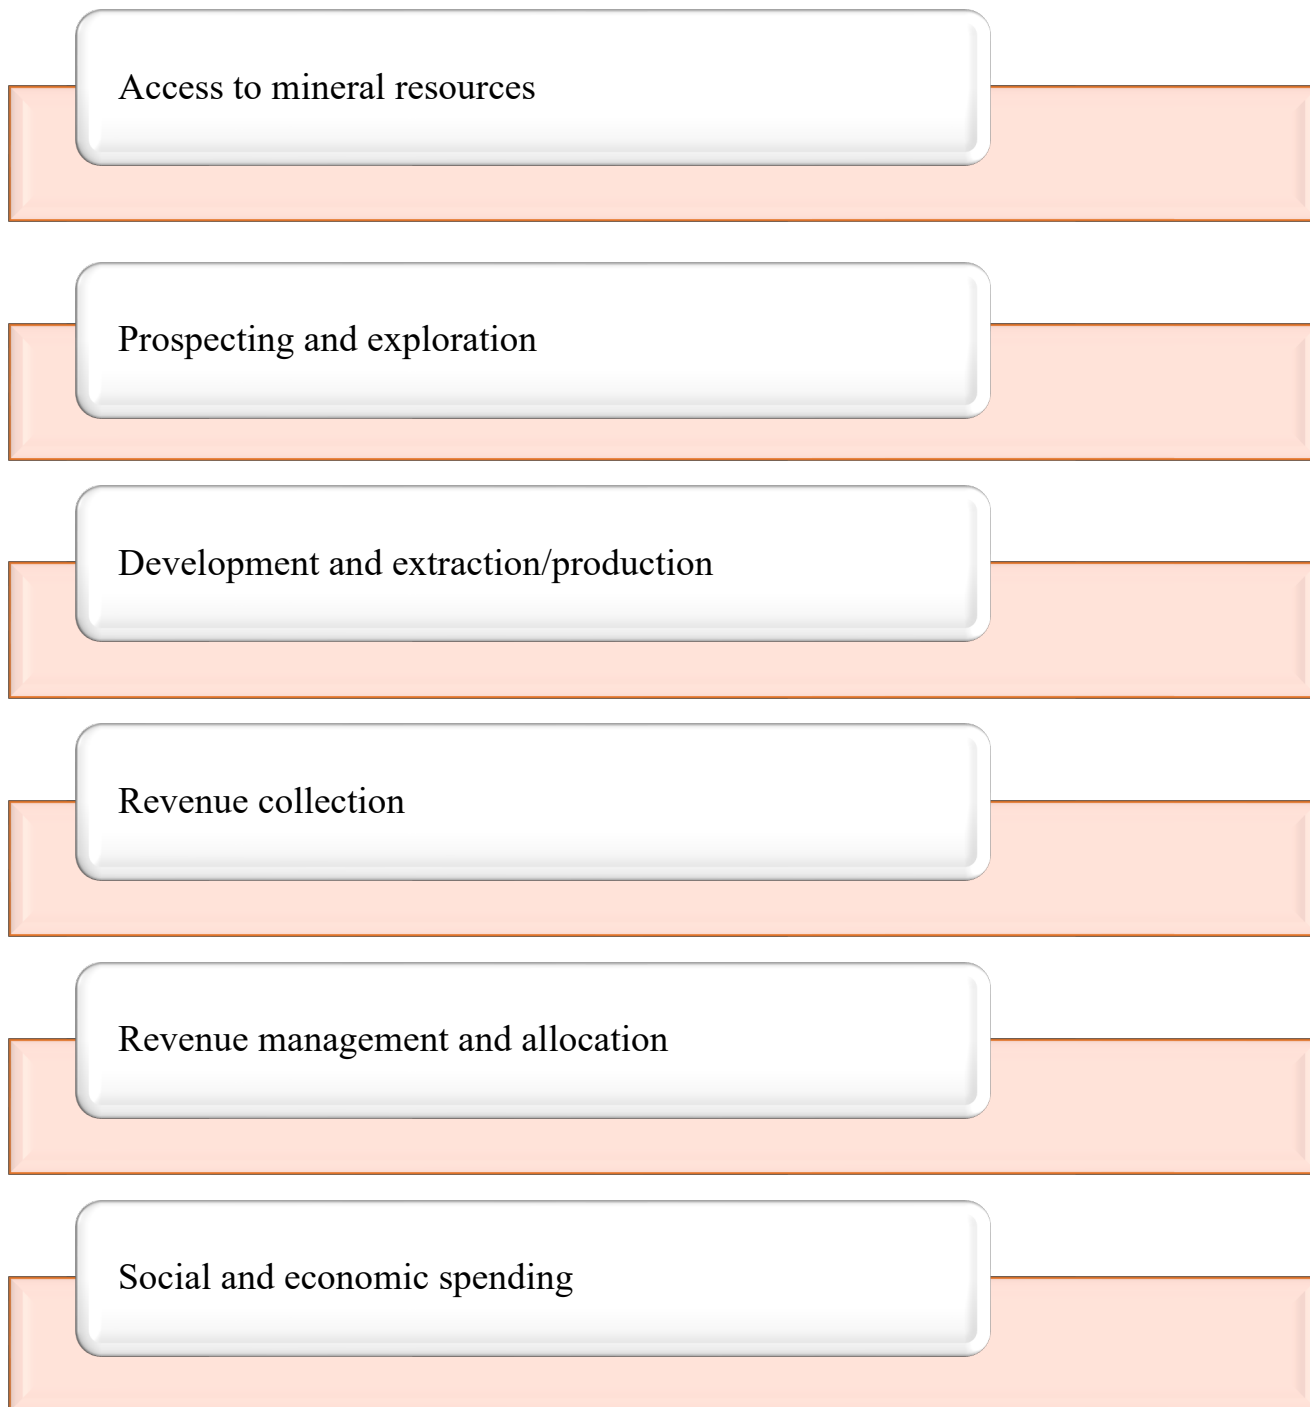 Access to mineral resources
Prospecting and exploration
Development and extraction/production
Revenue collection
Revenue management and allocation
Social and economic spending